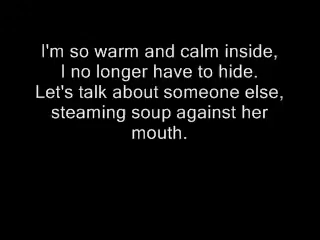 I'm so warm and calm inside,
I no longer have to hide.
Let's talk about someone else,
steaming soup against her
mouth.